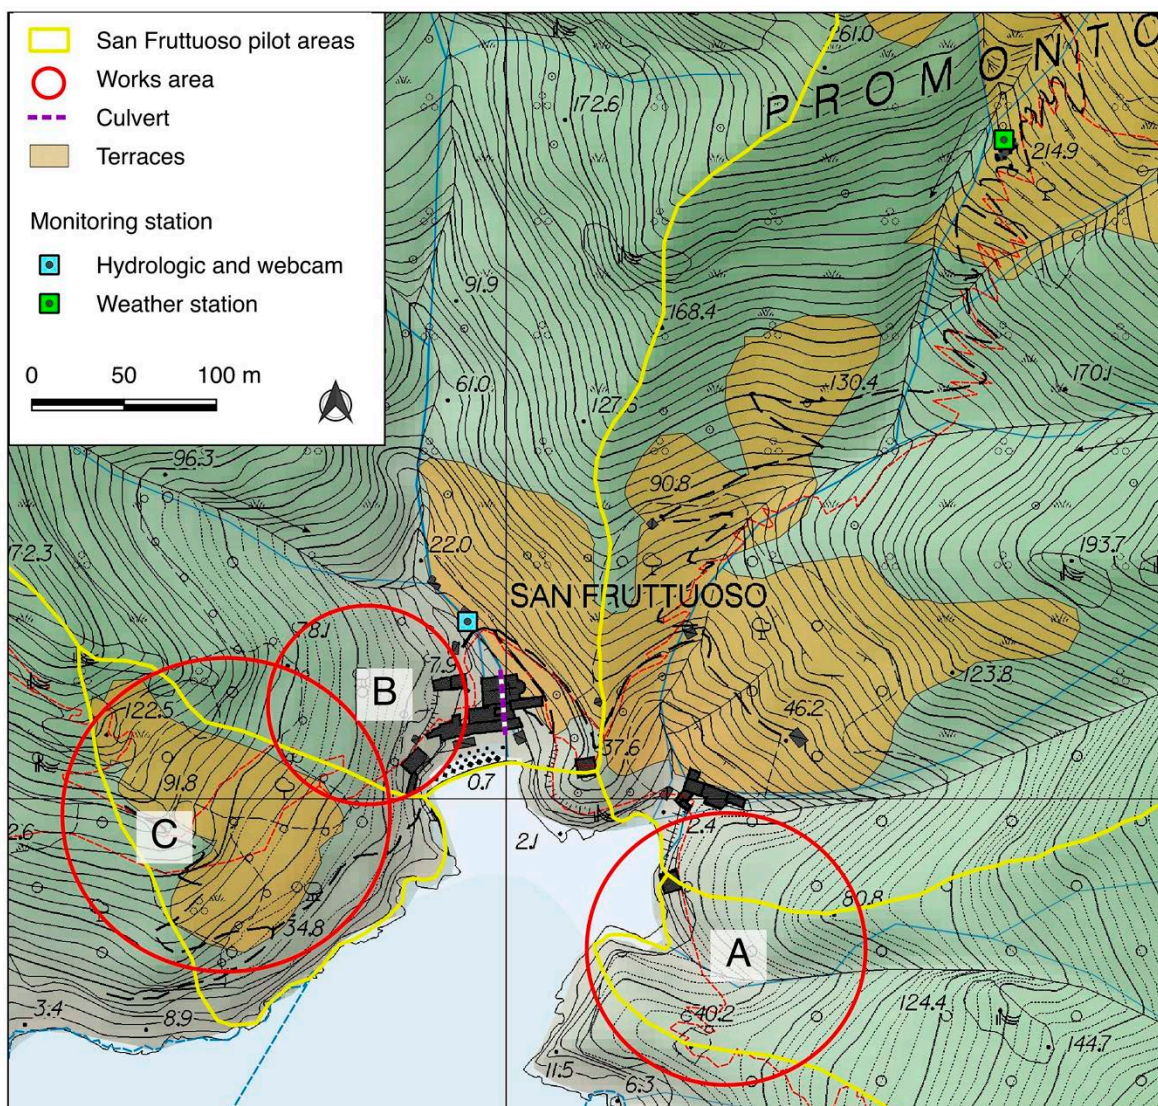 San Fruttuoso pilot areas
Works area
Culvert
Terraces
Monitoring station
Hydrologic and webcam
Weather station
0 50 100 m
261.0
PROMONTO
172.6
214.9
91.9
168.4
61.0
130.4
170.1
127.6
96.3
90.8
22.0
193.7
72.3
SAN FRUTTUOSO
78.1
7.9
123.8
B
122.5
46.2
37.6
0.7
91.8
C
2.6
2.1
2.4
80.8
34.8
A
3.4
8.9
40.2
124.4
144.7
11.5
6.3